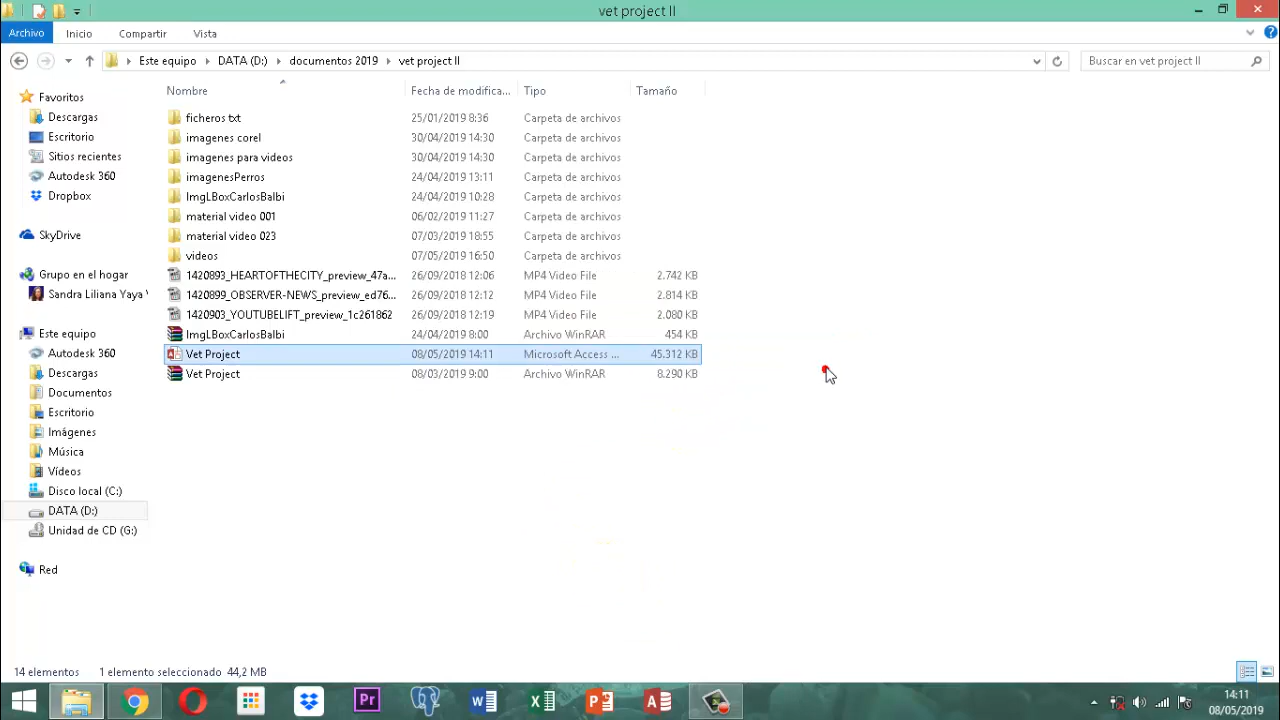 vet project II
Archivo Inicio Compartir Vista
Este equipo DATA (D:) documentos 2019 vet project II Buscar en vet project II
Nombre Fecha de modifica... Tipo Tamaño
Favoritos
Descargas
Escritorio
Sitios recientes
Autodesk 360
Dropbox
SkyDrive
Grupo en el hogar
Sandra Liliana Yaya
Este equipo
Autodesk 360
Descargas
Documentos
Escritorio
Imágenes
Música
Vídeos
Disco local (C:)
DATA (D:)
Unidad de CD (G:)
Red
ficheros txt 25/01/2019 8:36 Carpeta de archivos
imagenes corel 30/04/2019 14:30 Carpeta de archivos
imagenes para videos 30/04/2019 14:30 Carpeta de archivos
imagenesPerros 24/04/2019 13:11 Carpeta de archivos
ImgLBoxCarlosBalbi 24/04/2019 10:28 Carpeta de archivos
material video 001 06/02/2019 11:27 Carpeta de archivos
material video 023 07/03/2019 18:55 Carpeta de archivos
videos 07/05/2019 16:50 Carpeta de archivos
1420893_HEARTOFTHECITY_preview_47a... 26/09/2018 12:06 MP4 Video File 2.742 KB
1420899_OBSERVER-NEWS_preview_ed76... 26/09/2018 12:12 MP4 Video File 2.814 KB
1420903_YOUTUBELIFT_preview_1c261862 26/09/2018 12:19 MP4 Video File 2.080 KB
ImgLBoxCarlosBalbi 24/04/2019 8:00 Archivo WinRAR 454 KB
Vet Project 08/05/2019 14:11 Microsoft Access ... 45.312 KB
Vet Project 08/03/2019 9:00 Archivo WinRAR 8.290 KB
14 elementos 1 elemento seleccionado 44,2 MB
14:11
08/05/2019